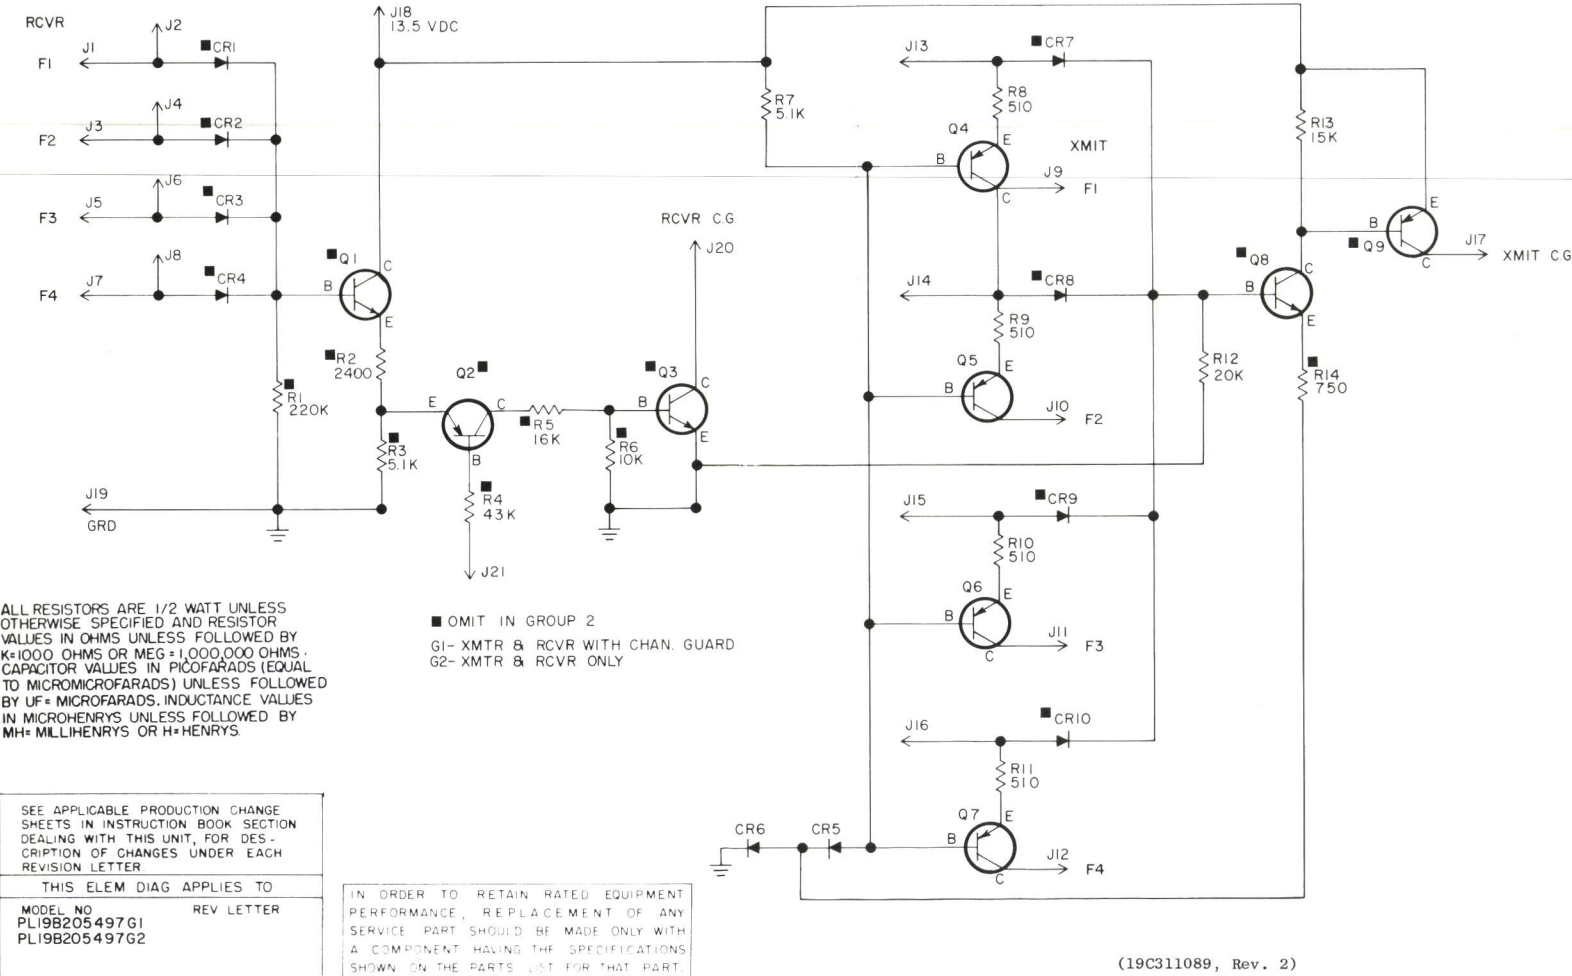 RCVR
J1
F1
J2
■CR1
J3
F2
J4
■CR2
J5
F3
J6
■CR3
J7
F4
J8
■CR4
J18
13.5 VDC
■Q1
B
C
E
■R2
2400
■R1
220K
■R3
5.1K
J19
GRD
Q2■
E
C
B
■R4
43K
J21
■R5
16K
■R6
10K
■Q3
B
C
E
RCVR C.G.
J20
R7
5.1K
J13
■CR7
R8
510
Q4
B
E
C
XMIT
J9
F1
J14
■CR8
R9
510
Q5
B
E
J10
F2
J15
■CR9
R10
510
Q6
B
E
C
J11
F3
J16
■CR10
R11
510
Q7
B
E
C
J12
F4
CR6
CR5
R12
20K
R13
15K
■Q8
B
C
E
■R14
750
■Q9
B
E
C
J17
XMIT C.G
ALL RESISTORS ARE 1/2 WATT UNLESS
OTHERWISE SPECIFIED AND RESISTOR
VALUES IN OHMS UNLESS FOLLOWED BY
K=1000 OHMS OR MEG = 1,000,000 OHMS.
CAPACITOR VALUES IN PICOFARADS (EQUAL
TO MICROMICROFARADS) UNLESS FOLLOWED
BY UF= MICROFARADS. INDUCTANCE VALUES
IN MICROHENRYS UNLESS FOLLOWED BY
MH= MILLIHENRYS OR H=HENRYS.
■ OMIT IN GROUP 2
G1- XMTR & RCVR WITH CHAN. GUARD
G2- XMTR & RCVR ONLY
SEE APPLICABLE PRODUCTION CHANGE
SHEETS IN INSTRUCTION BOOK SECTION
DEALING WITH THIS UNIT, FOR DES-
CRIPTION OF CHANGES UNDER EACH
REVISION LETTER.
THIS ELEM DIAG APPLIES TO
MODEL NO REV LETTER
PL19B205497G1
PL19B205497G2
IN ORDER TO RETAIN RATED EQUIPMENT
PERFORMANCE, REPLACEMENT OF ANY
SERVICE PART SHOULD BE MADE ONLY WITH
A COMPONENT HAVING THE SPECIFICATIONS
SHOWN ON THE PARTS LIST FOR THAT PART.
(19C311089, Rev. 2)